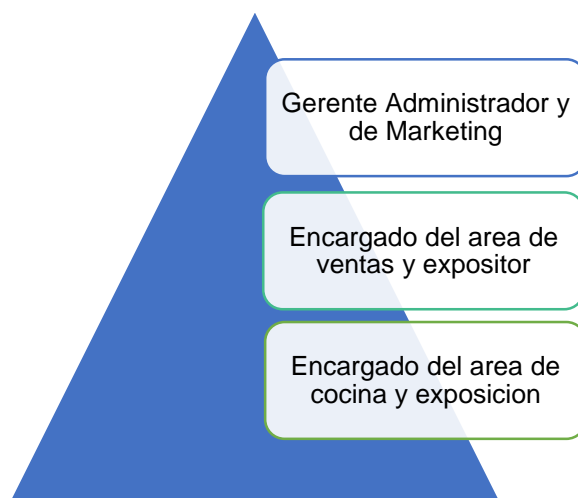 Gerente Administrador y
de Marketing
Encargado del area de
ventas y expositor
Encargado del area de
cocina y exposicion